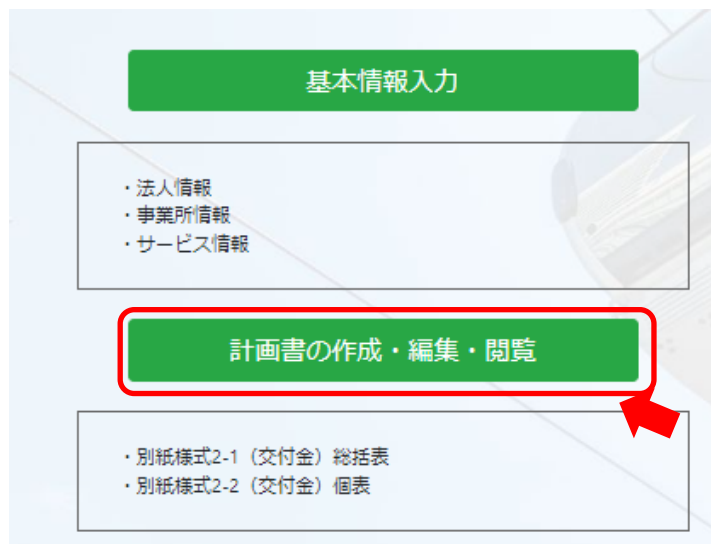 基本情報入力
・法人情報
・事業所情報
・サービス情報
計画書の作成・編集・閲覧
・別紙様式2-1（交付金）総括表
・別紙様式2-2（交付金）個表